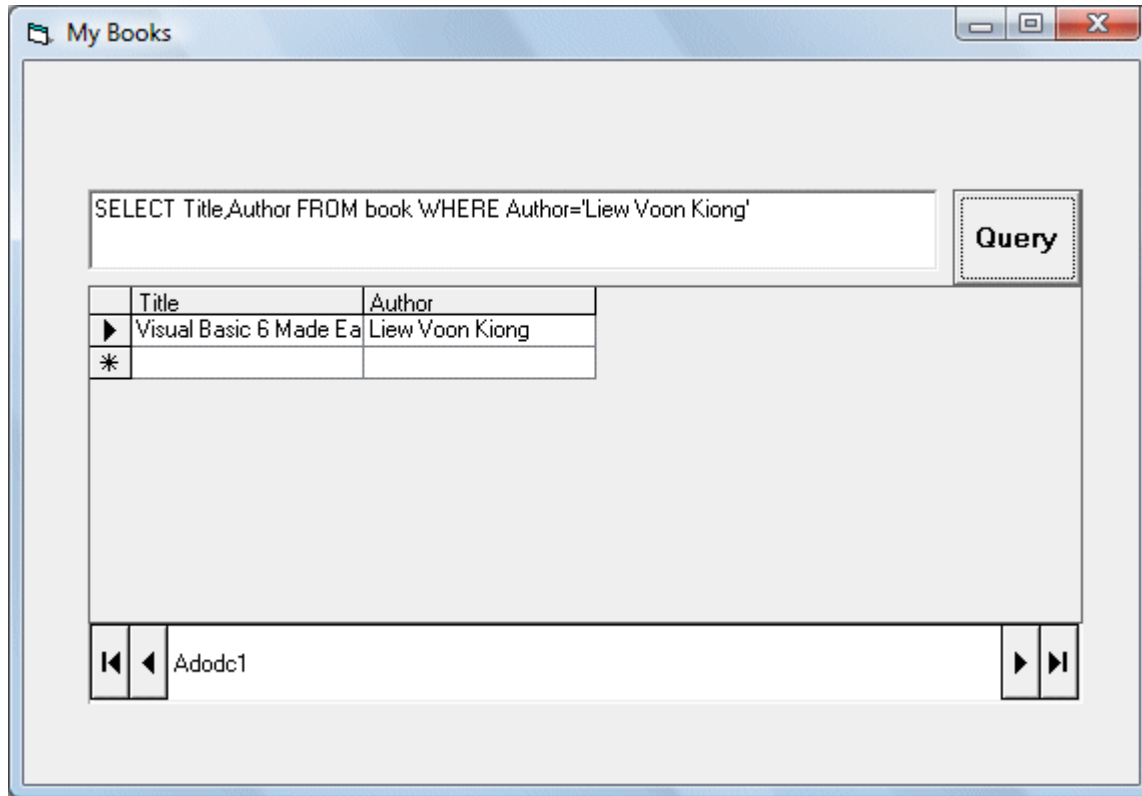 My Books
SELECT Title,Author FROM book WHERE Author='Liew Voon Kiong'
Query
Title Author
Visual Basic 6 Made Ea Liew Voon Kiong
Adodc1